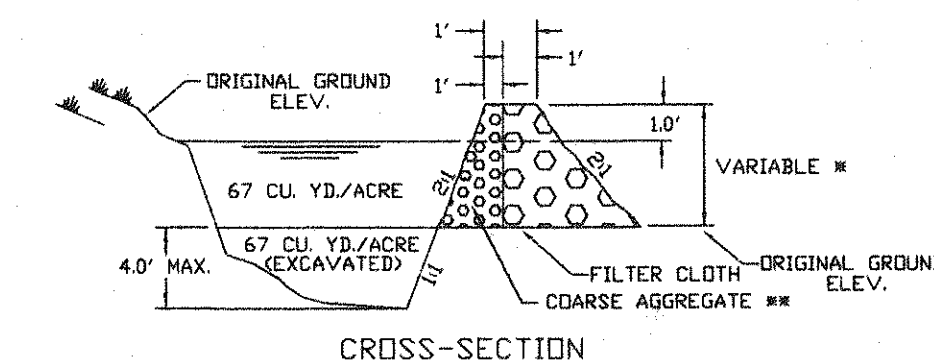 1'
1'
1'
ORIGINAL GROUND
ELEV.
1.0'
VARIABLE *
67 CU. YD./ACRE
2:1
2:1
67 CU. YD./ACRE
(EXCAVATED)
4.0' MAX.
1:1
FILTER CLOTH
ORIGINAL GROUN
ELEV.
COARSE AGGREGATE **
CROSS-SECTION